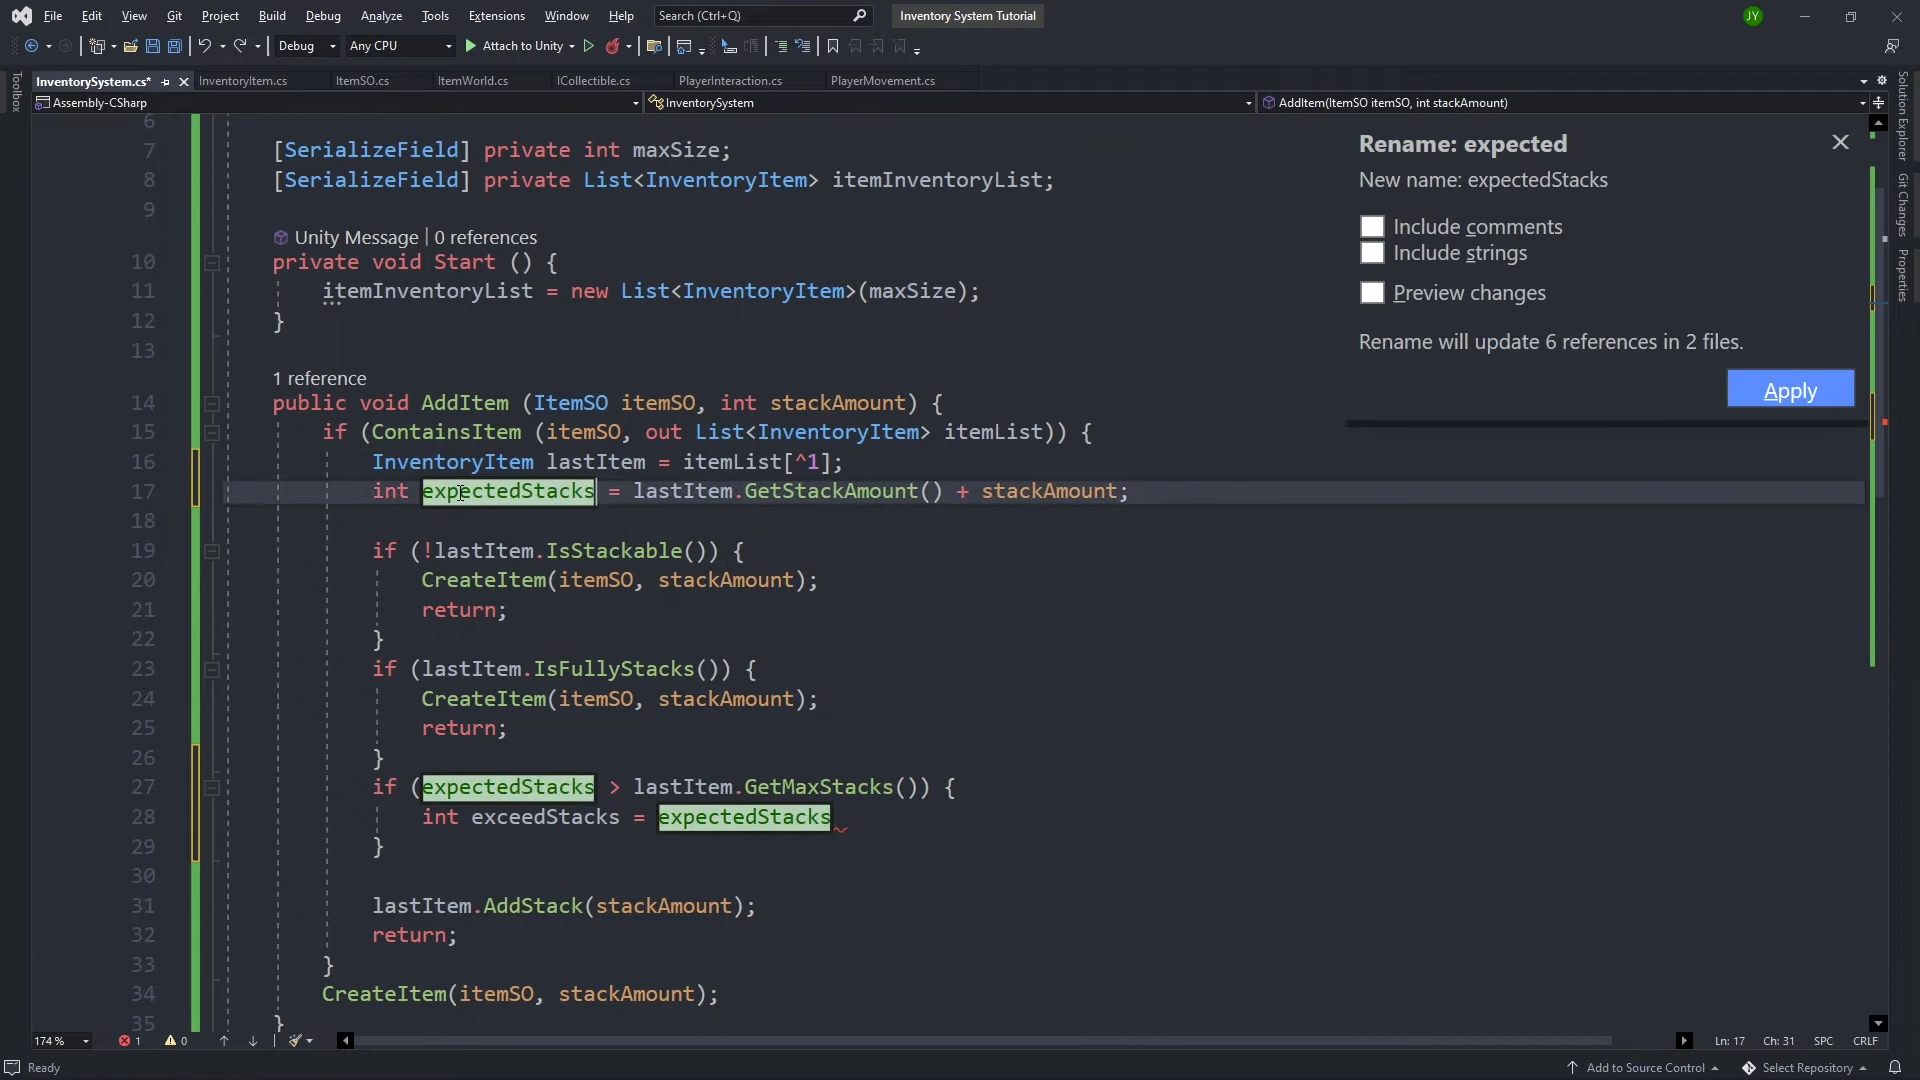 File Edit View Git Project Build Debug Analyze Tools Extensions Window Help Search (Ctrl+Q) Inventory System Tutorial JY
Debug Any CPU Attach to Unity
InventorySystem.cs* InventoryItem.cs ItemSO.cs ItemWorld.cs ICollectible.cs PlayerInteraction.cs PlayerMovement.cs
Assembly-CSharp InventorySystem AddItem(ItemSO itemSO, int stackAmount)
Toolbox
Solution Explorer
Git Changes
Properties
6
7 [SerializeField] private int maxSize;
8 [SerializeField] private List<InventoryItem> itemInventoryList;
9
Unity Message | 0 references
10 private void Start () {
11 itemInventoryList = new List<InventoryItem>(maxSize);
12 }
13
1 reference
14 public void AddItem (ItemSO itemSO, int stackAmount) {
15 if (ContainsItem (itemSO, out List<InventoryItem> itemList)) {
16 InventoryItem lastItem = itemList[^1];
17 int expectedStacks = lastItem.GetStackAmount() + stackAmount;
18
19 if (!lastItem.IsStackable()) {
20 CreateItem(itemSO, stackAmount);
21 return;
22 }
23 if (lastItem.IsFullyStacks()) {
24 CreateItem(itemSO, stackAmount);
25 return;
26 }
27 if (expectedStacks > lastItem.GetMaxStacks()) {
28 int exceedStacks = expectedStacks
29 }
30
31 lastItem.AddStack(stackAmount);
32 return;
33 }
34 CreateItem(itemSO, stackAmount);
35 }
Rename: expected
New name: expectedStacks
Include comments
Include strings
Preview changes
Rename will update 6 references in 2 files.
Apply
174 % 1 0 Ln: 17 Ch: 31 SPC CRLF
Ready Add to Source Control Select Repository